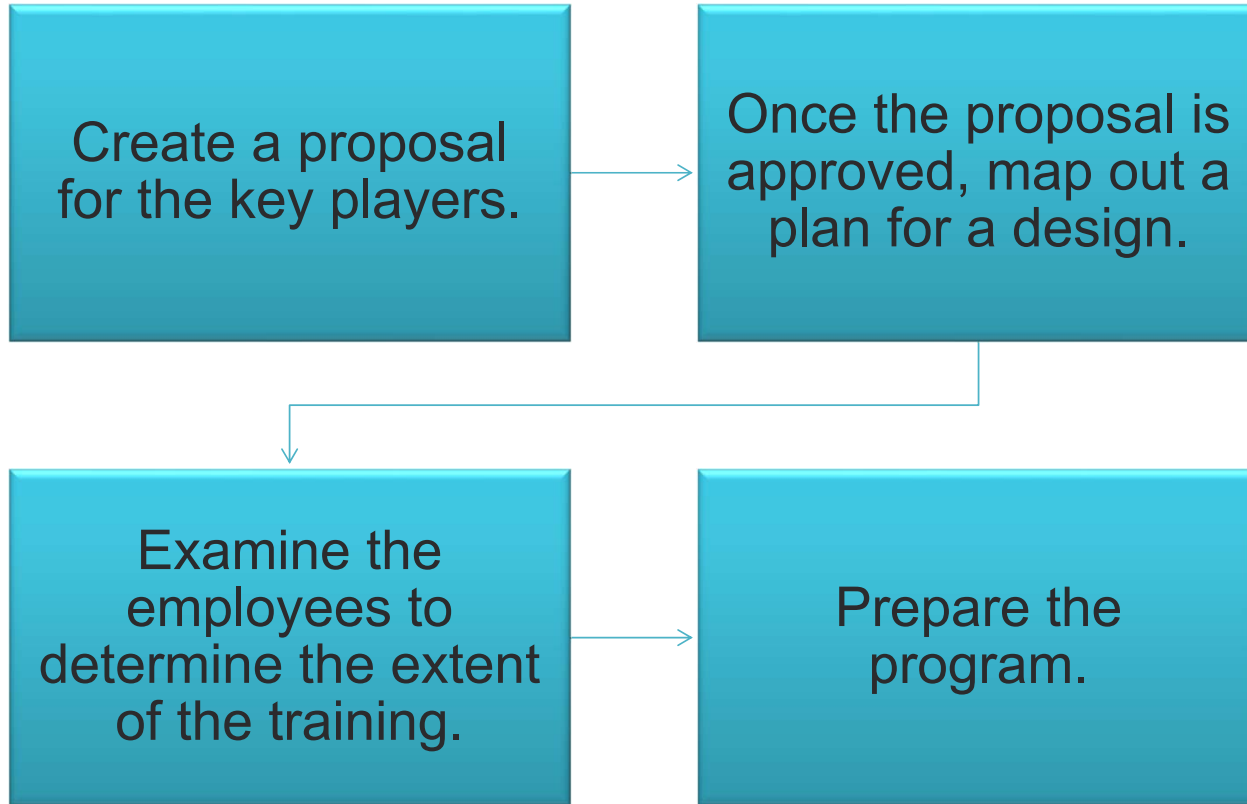 Create a proposal
for the key players.
Once the proposal is
approved, map out a
plan for a design.
Examine the
employees to
determine the extent
of the training.
Prepare the
program.